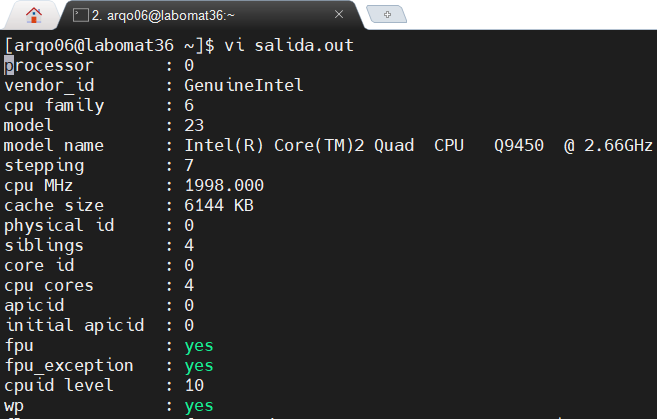 2. arqo06@labomat36:~
[arqo06@labomat36 ~]$ vi salida.out
processor : 0
vendor_id : GenuineIntel
cpu family : 6
model : 23
model name : Intel(R) Core(TM)2 Quad CPU Q9450 @ 2.66GHz
stepping : 7
cpu MHz : 1998.000
cache size : 6144 KB
physical id : 0
siblings : 4
core id : 0
cpu cores : 4
apicid : 0
initial apicid : 0
fpu : yes
fpu_exception : yes
cpuid level : 10
wp : yes